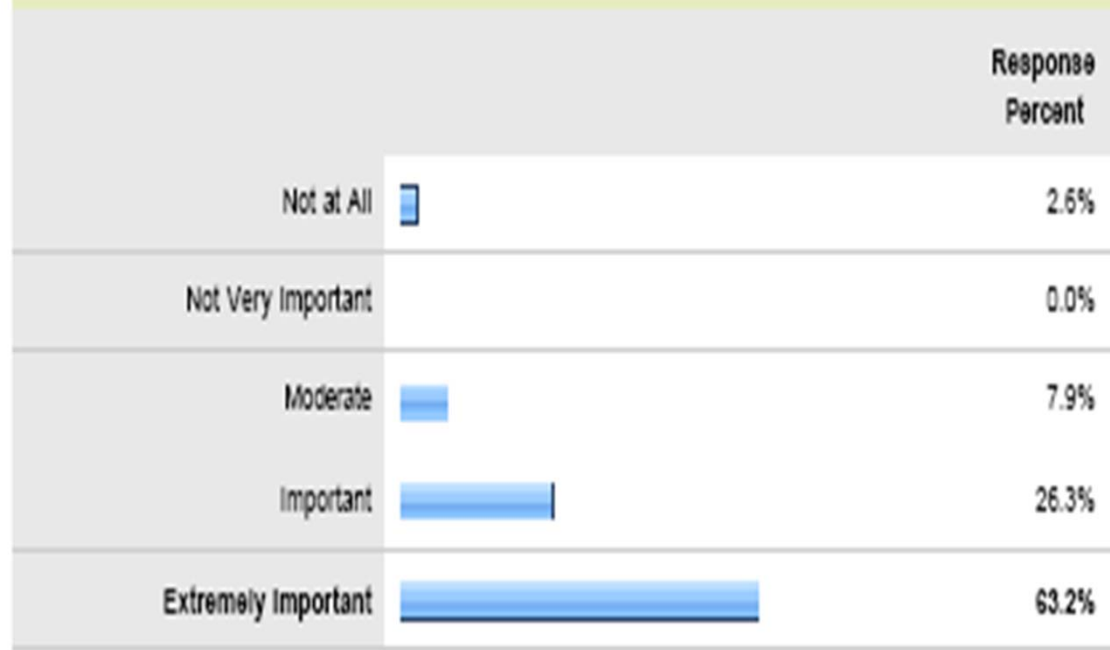 Response
Percent
Not at All 2.6%
Not Very Important 0.0%
Moderate 7.9%
Important 26.3%
Extremely Important 63.2%